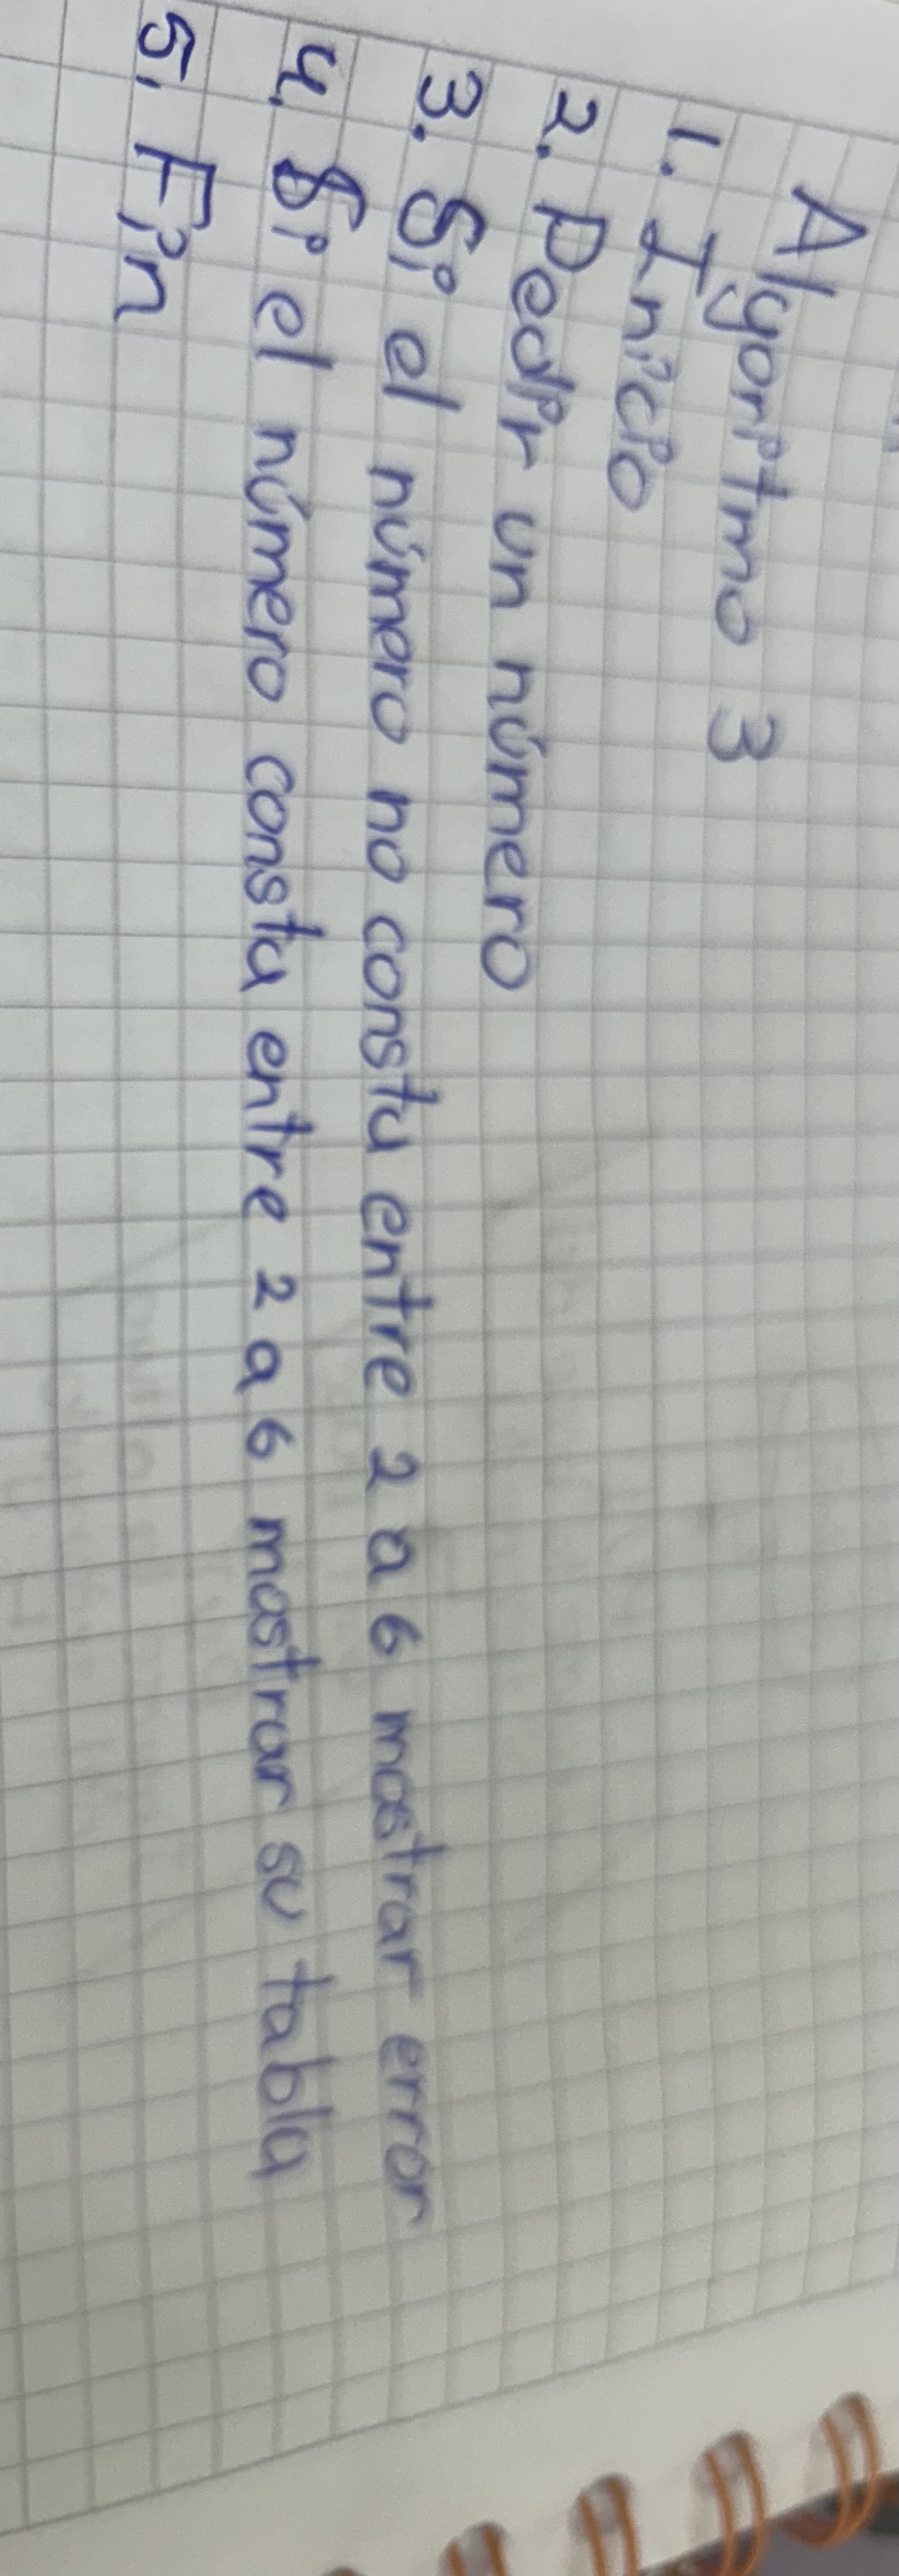 Algoritmo 3
1. Inicio
2. Pedir un número
3. Si el número no consta entre 2 a 6 mostrar error
4. Si el número consta entre 2 a 6 mostrar su tabla
5. Fin